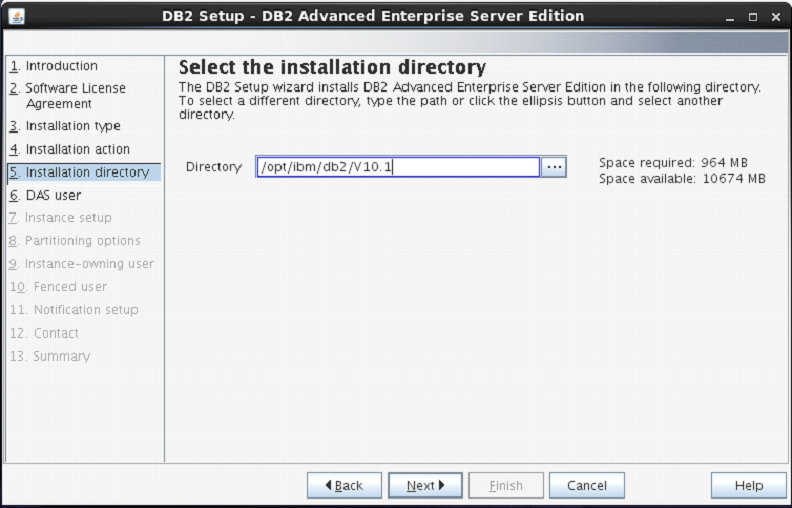 DB2 Setup - DB2 Advanced Enterprise Server Edition
1. Introduction
2. Software License
Agreement
3. Installation type
4. Installation action
5. Installation directory
6. DAS user
7. Instance setup
8. Partitioning options
9. Instance-owning user
10. Fenced user
11. Notification setup
12. Contact
13. Summary
Select the installation directory
The DB2 Setup wizard installs DB2 Advanced Enterprise Server Edition in the following directory.
To select a different directory, type the path or click the ellipsis button and select another
directory.
Directory /opt/ibm/db2/V10.1 ...
Space required: 964 MB
Space available: 10674 MB
Back Next Finish Cancel Help